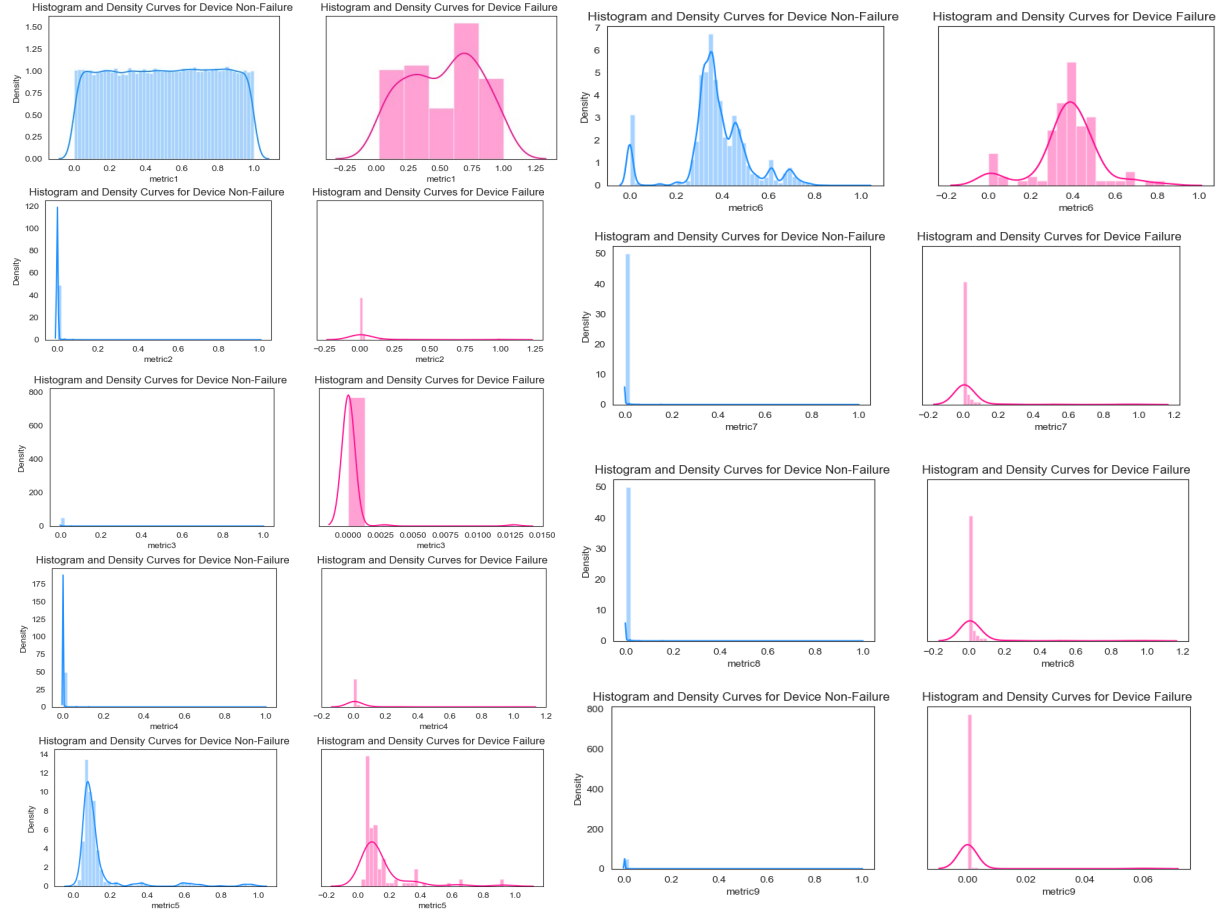 Histogram and Density Curves for Device Non-Failure
Density
0.00
0.25
0.50
0.75
1.00
1.25
1.50
0.0 0.2 0.4 0.6 0.8 1.0
metric1
Histogram and Density Curves for Device Failure
−0.25 0.00 0.25 0.50 0.75 1.00 1.25
metric1
Histogram and Density Curves for Device Non-Failure
Density
0
20
40
60
80
100
120
0.0 0.2 0.4 0.6 0.8 1.0
metric2
Histogram and Density Curves for Device Failure
−0.25 0.00 0.25 0.50 0.75 1.00 1.25
metric2
Histogram and Density Curves for Device Non-Failure
Density
0
200
400
600
800
0.0 0.2 0.4 0.6 0.8 1.0
metric3
Histogram and Density Curves for Device Failure
0.0000 0.0025 0.0050 0.0075 0.0100 0.0125 0.0150
metric3
Histogram and Density Curves for Device Non-Failure
Density
0
25
50
75
100
125
150
175
0.0 0.2 0.4 0.6 0.8 1.0
metric4
Histogram and Density Curves for Device Failure
−0.2 0.0 0.2 0.4 0.6 0.8 1.0 1.2
metric4
Histogram and Density Curves for Device Non-Failure
Density
0
2
4
6
8
10
12
14
0.0 0.2 0.4 0.6 0.8 1.0
metric5
Histogram and Density Curves for Device Failure
−0.2 0.0 0.2 0.4 0.6 0.8 1.0
metric5
Histogram and Density Curves for Device Non-Failure
Density
0
1
2
3
4
5
6
7
0.0 0.2 0.4 0.6 0.8 1.0
metric6
Histogram and Density Curves for Device Failure
−0.2 0.0 0.2 0.4 0.6 0.8 1.0
metric6
Histogram and Density Curves for Device Non-Failure
Density
0
10
20
30
40
50
0.0 0.2 0.4 0.6 0.8 1.0
metric7
Histogram and Density Curves for Device Failure
−0.2 0.0 0.2 0.4 0.6 0.8 1.0 1.2
metric7
Histogram and Density Curves for Device Non-Failure
Density
0
10
20
30
40
50
0.0 0.2 0.4 0.6 0.8 1.0
metric8
Histogram and Density Curves for Device Failure
−0.2 0.0 0.2 0.4 0.6 0.8 1.0 1.2
metric8
Histogram and Density Curves for Device Non-Failure
Density
0
200
400
600
800
0.0 0.2 0.4 0.6 0.8 1.0
metric9
Histogram and Density Curves for Device Failure
0.00 0.02 0.04 0.06
metric9